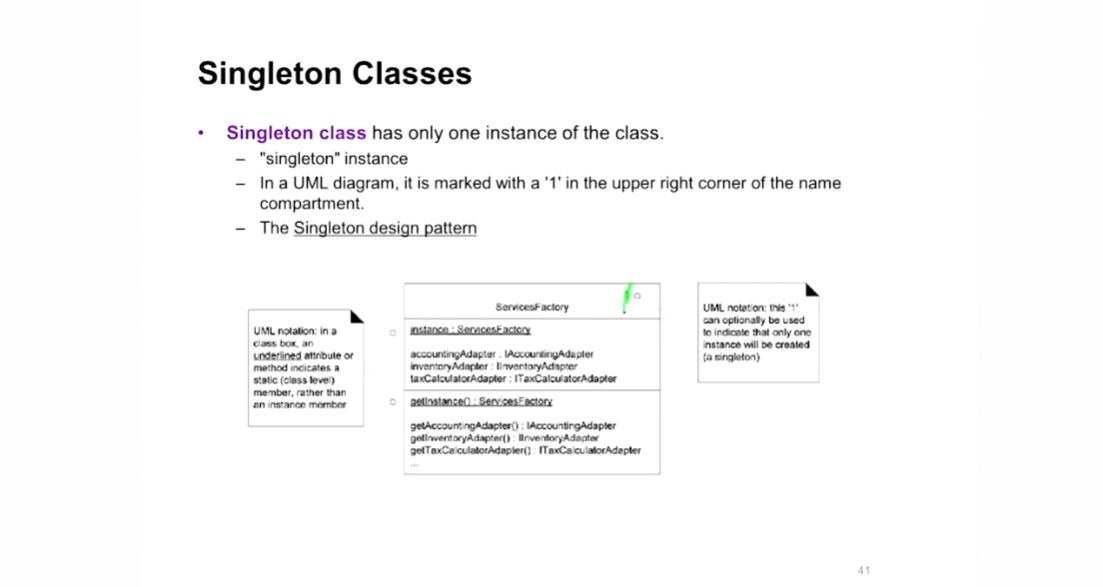 Singleton Classes
• Singleton class has only one instance of the class.
– "singleton" instance
– In a UML diagram, it is marked with a '1' in the upper right corner of the name
compartment.
– The Singleton design pattern
UML notation: in a
class box, an
underlined attribute or
method indicates a
static (class level)
member, rather than
an instance member
ServicesFactory
instance : ServicesFactory
accountingAdapter : IAccountingAdapter
inventoryAdapter : IInventoryAdapter
taxCalculatorAdapter : ITaxCalculatorAdapter
getInstance() : ServicesFactory
getAccountingAdapter() : IAccountingAdapter
getInventoryAdapter() : IInventoryAdapter
getTaxCalculatorAdapter() : ITaxCalculatorAdapter
...
UML notation: this '1'
can optionally be used
to indicate that only one
instance will be created
(a singleton)
41